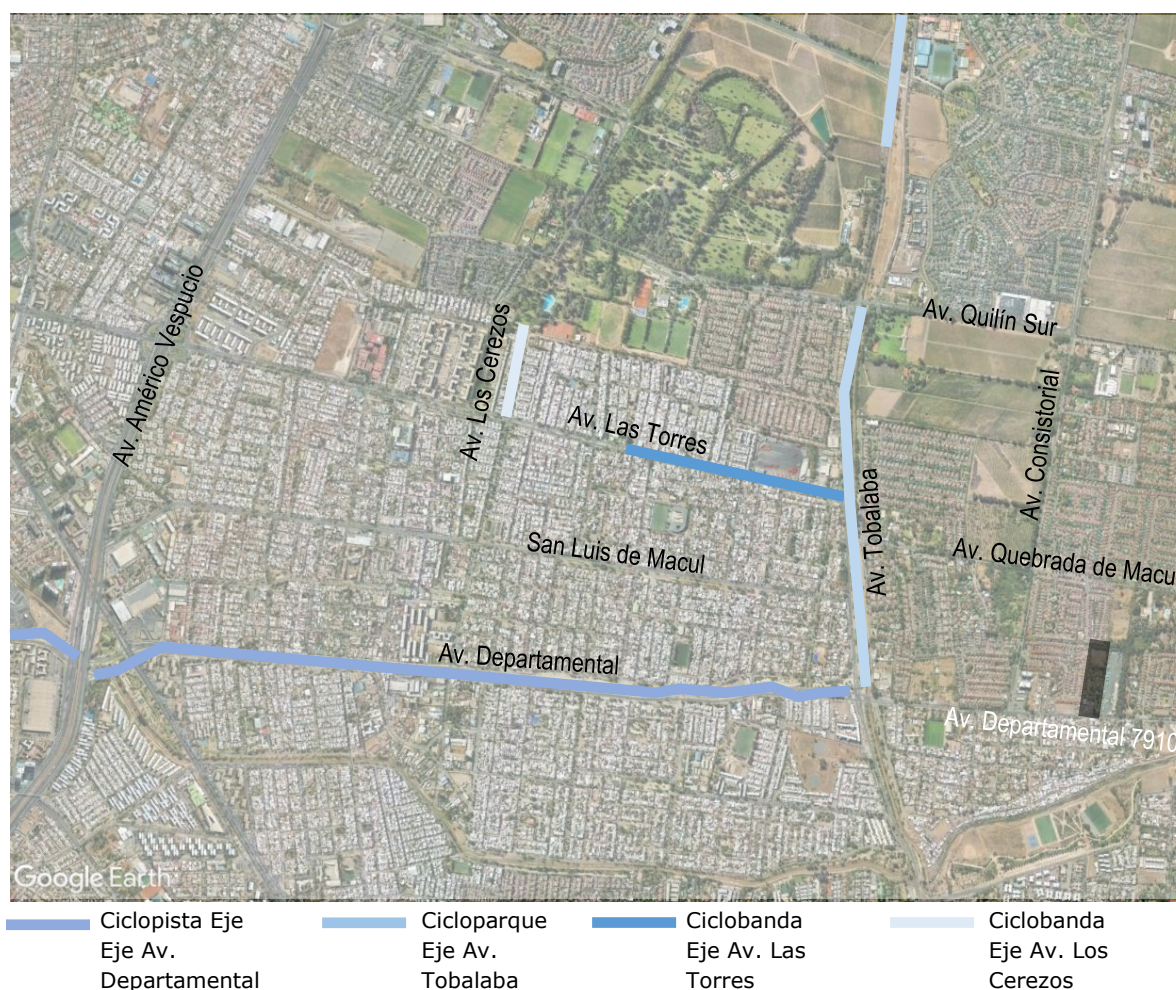 Av. Américo Vespucio
Av. Los Cerezos
Av. Quilín Sur
Av. Las Torres
Av. Consistorial
Av. Tobalaba
San Luis de Macul
Av. Quebrada de Macu
Av. Departamental
Av. Departamental 7910
Google Earth
Ciclopista Eje
Eje Av.
Departamental
Cicloparque
Eje Av.
Tobalaba
Ciclobanda
Eje Av. Las
Torres
Ciclobanda
Eje Av. Los
Cerezos